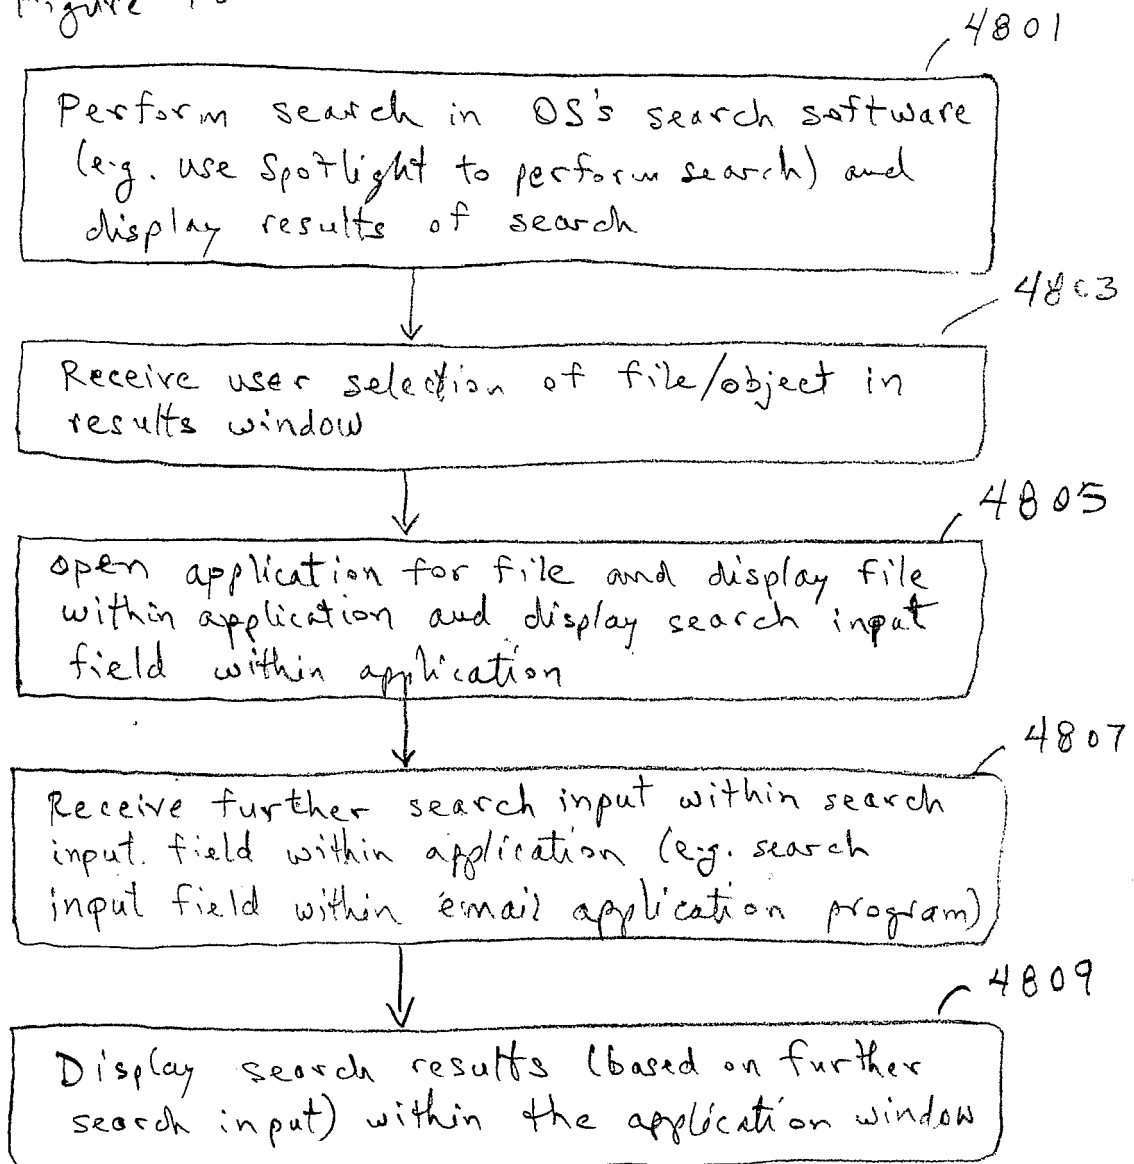 Figure
4801
Perform search in OS's search software
(e.g. use Spotlight to perform search) and
display results of search
4803
Receive user selection of file/object in
results window
4805
open application for file and display file
within application and display search input
field within application
4807
Receive further search input within search
input field within application (e.g. search
input field within email application program)
4809
Display search results (based on further
search input) within the application window